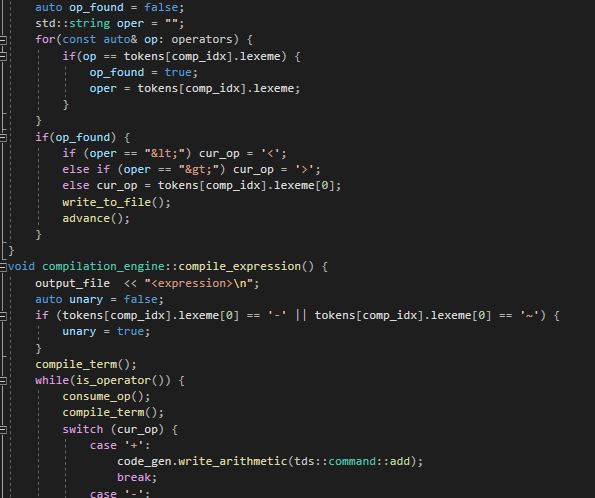 auto op_found = false;
std::string oper = "";
for(const auto& op: operators) {
if(op == tokens[comp_idx].lexeme) {
op_found = true;
oper = tokens[comp_idx].lexeme;
}
}
if(op_found) {
if (oper == "&lt;") cur_op = '<';
else if (oper == "&gt;") cur_op = '>';
else cur_op = tokens[comp_idx].lexeme[0];
write_to_file();
advance();
}
}
void compilation_engine::compile_expression() {
output_file  << "<expression>\n";
auto unary = false;
if (tokens[comp_idx].lexeme[0] == '-' || tokens[comp_idx].lexeme[0] == '~') {
unary = true;
}
compile_term();
while(is_operator()) {
consume_op();
compile_term();
switch (cur_op) {
case '+':
code_gen.write_arithmetic(tds::command::add);
break;
case '-':